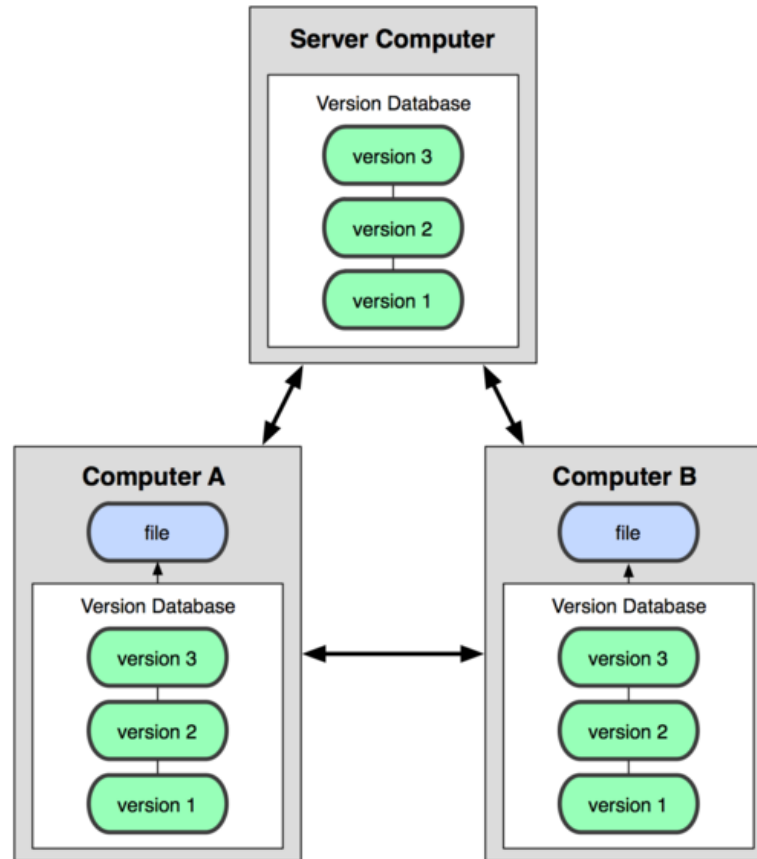 Server Computer
Version Database
version 3
version 2
version 1
Computer A
file
Version Database
version 3
version 2
version 1
Computer B
file
Version Database
version 3
version 2
version 1